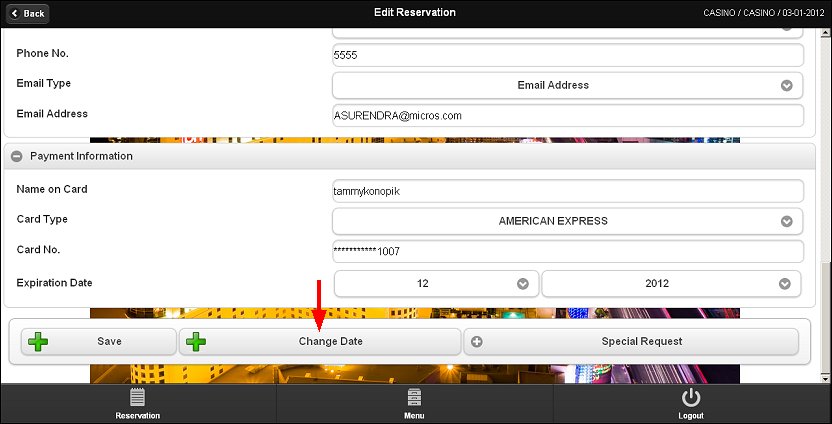 Back
Edit Reservation
CASINO / CASINO / 03-01-2012
Phone No.
5555
Email Type
Email Address
Email Address
ASURENDRA@micros.com
Payment Information
Name on Card
tammykonopik
Card Type
AMERICAN EXPRESS
Card No.
***********1007
Expiration Date
12
2012
Save
Change Date
Special Request
Reservation
Menu
Logout